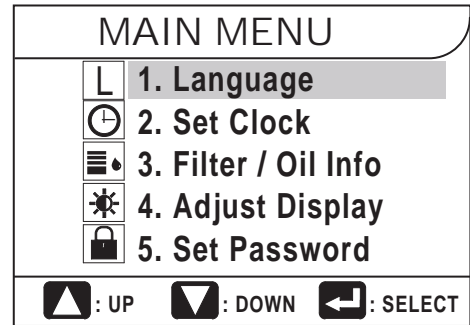 MAIN MENU
L 1. Language
2. Set Clock
3. Filter / Oil Info
4. Adjust Display
5. Set Password
: UP : DOWN : SELECT